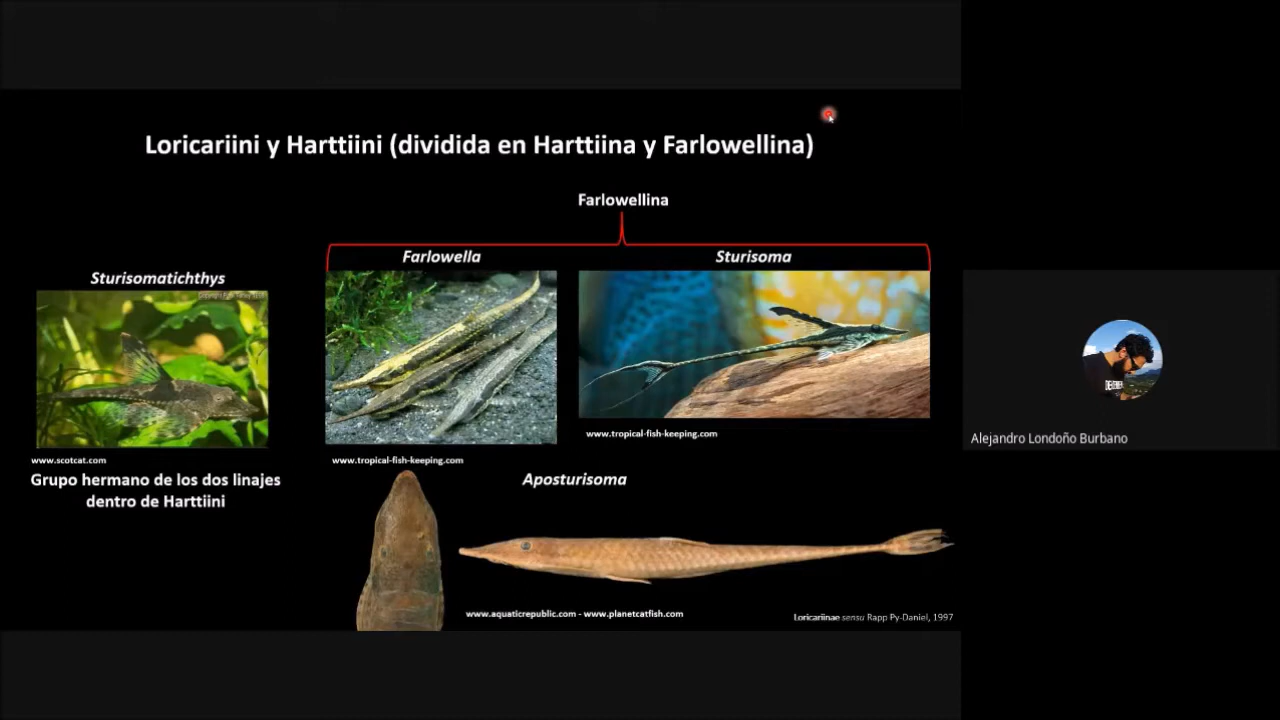 Loricariini y Harttiini (dividida en Harttiina y Farlowellina)
Farlowellina
Farlowella
Sturisoma
Sturisomatichthys
www.tropical-fish-keeping.com
www.scotcat.com
www.tropical-fish-keeping.com
Grupo hermano de los dos linajes
dentro de Harttiini
Aposturisoma
www.aquaticrepublic.com - www.planetcatfish.com
Loricariinae sensu Rapp Py-Daniel, 1997
Alejandro Londoño Burbano